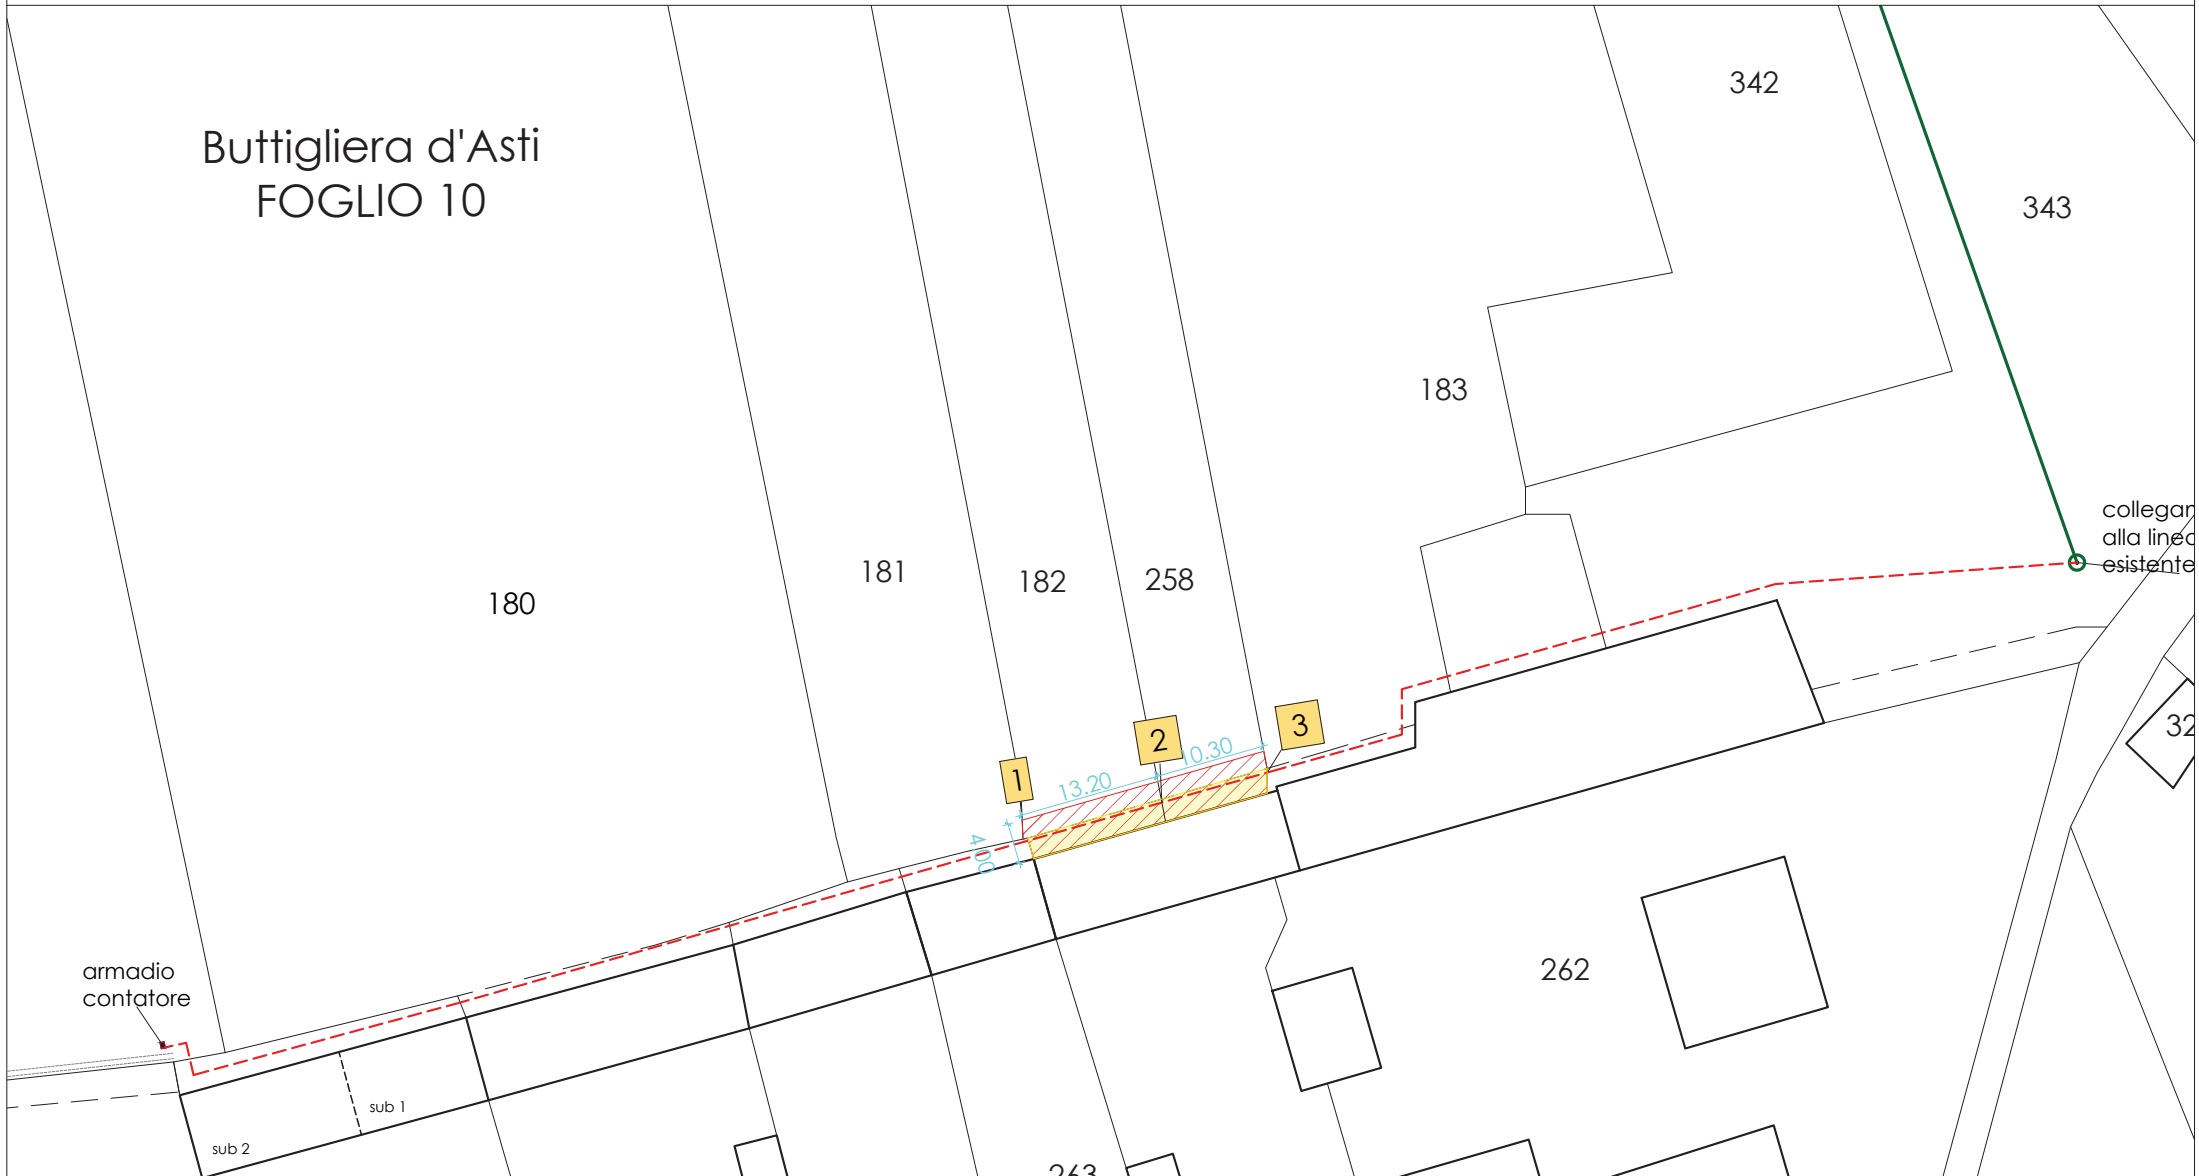 Buttigliera d'Asti
FOGLIO 10
342
343
183
collegar
alla linea
esistente
181
182
258
180
32
3
2
10.30
1
13.20
4.00
armadio
contatore
262
sub 1
sub 2
263